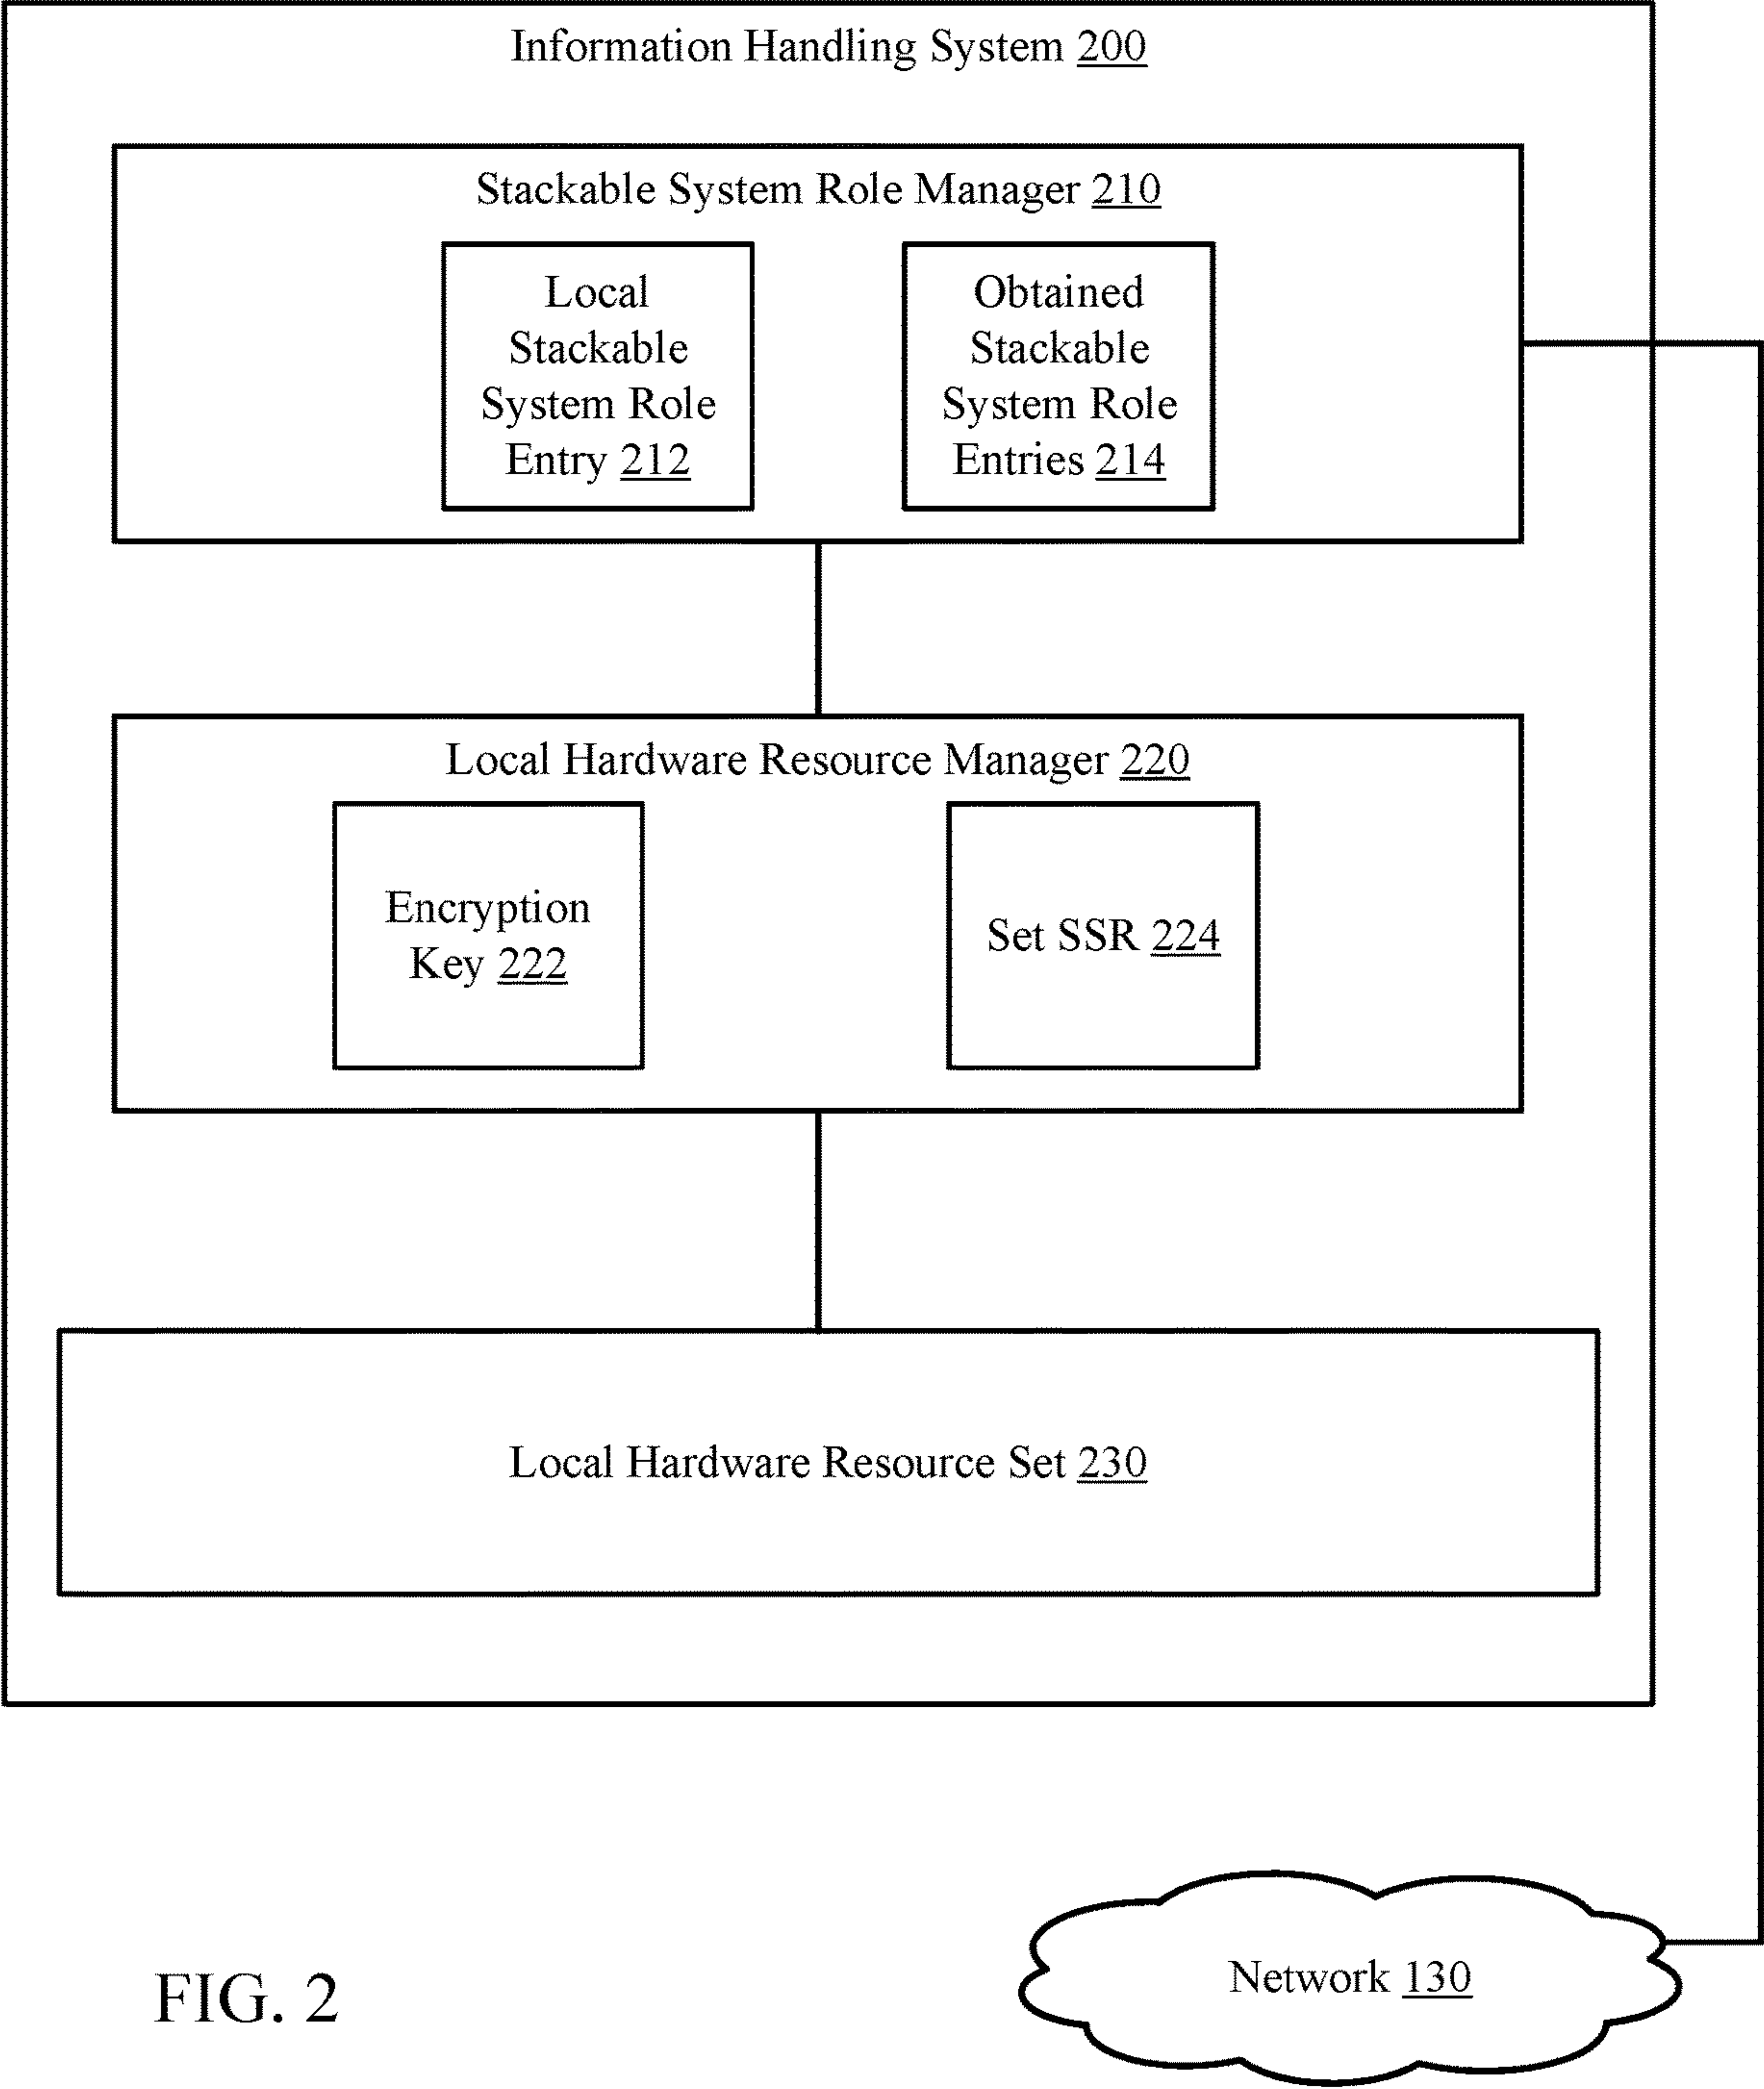 Information Handling System 200
Stackable System Role Manager 210
Local
Stackable
System Role
Entry 212
Obtained
Stackable
System Role
Entries 214
Local Hardware Resource Manager 220
Encryption
Key 222
Set SSR 224
Local Hardware Resource Set 230
Network 130
FIG. 2